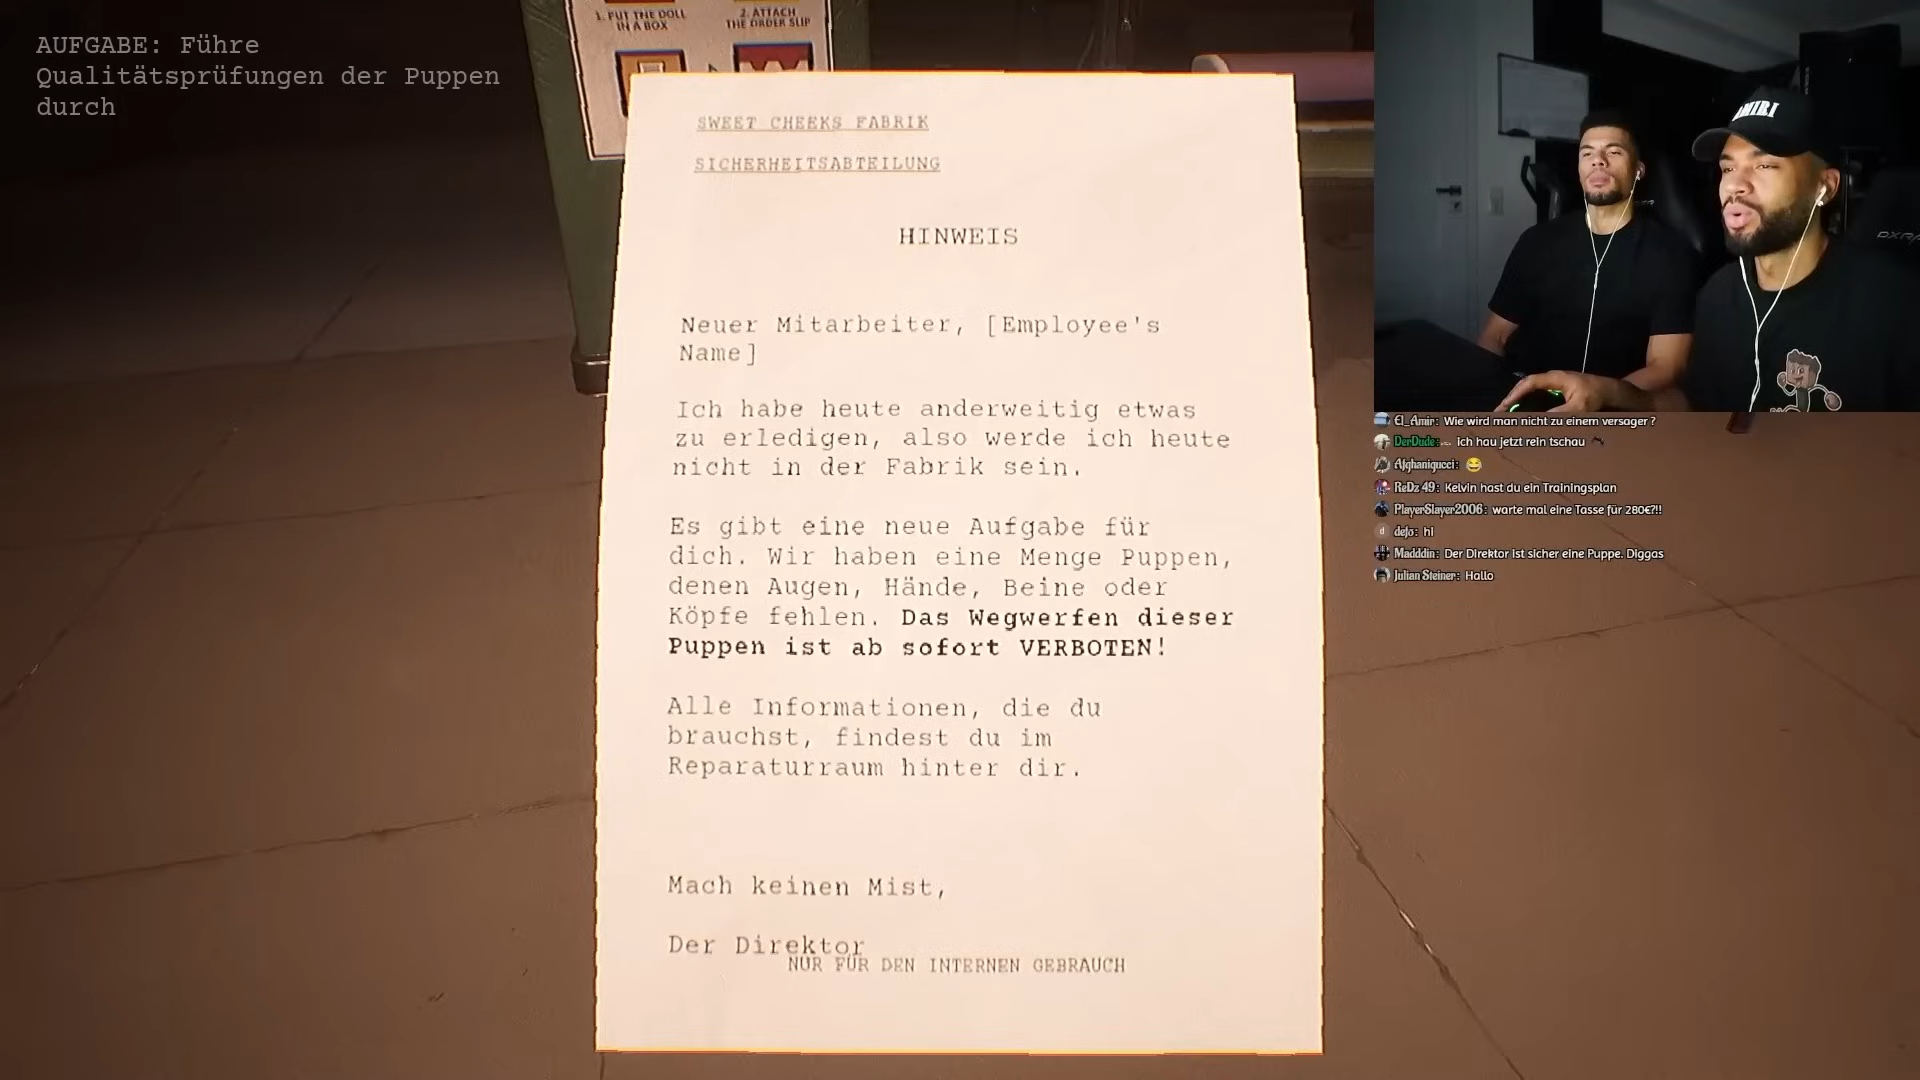 AUFGABE: Führe
Qualitätsprüfungen der Puppen
durch
1. PUT THE DOLL
IN A BOX
2. ATTACH
THE ORDER SLIP
SWEET CHEEKS FABRIK
SICHERHEITSABTEILUNG
HINWEIS
Neuer Mitarbeiter, [Employee's
Name]
Ich habe heute anderweitig etwas
zu erledigen, also werde ich heute
nicht in der Fabrik sein.
Es gibt eine neue Aufgabe für
dich. Wir haben eine Menge Puppen,
denen Augen, Hände, Beine oder
Köpfe fehlen. Das Wegwerfen dieser
Puppen ist ab sofort VERBOTEN!
Alle Informationen, die du
brauchst, findest du im
Reparaturraum hinter dir.
Mach keinen Mist,
Der Direktor
NUR FÜR DEN INTERNEN GEBRAUCH
AMIRI
El_Amir: Wie wird man nicht zu einem versager ?
DerDude: ich hau jetzt rein tschau
Afghanigucci: 😂
ReDz 49: Kelvin hast du ein Trainingsplan
PlayerSlayer2006: warte mal eine Tasse für 280€?!!
d dejo: hi
Madddin: Der Direktor ist sicher eine Puppe. Diggas
Julian Steiner: Hallo